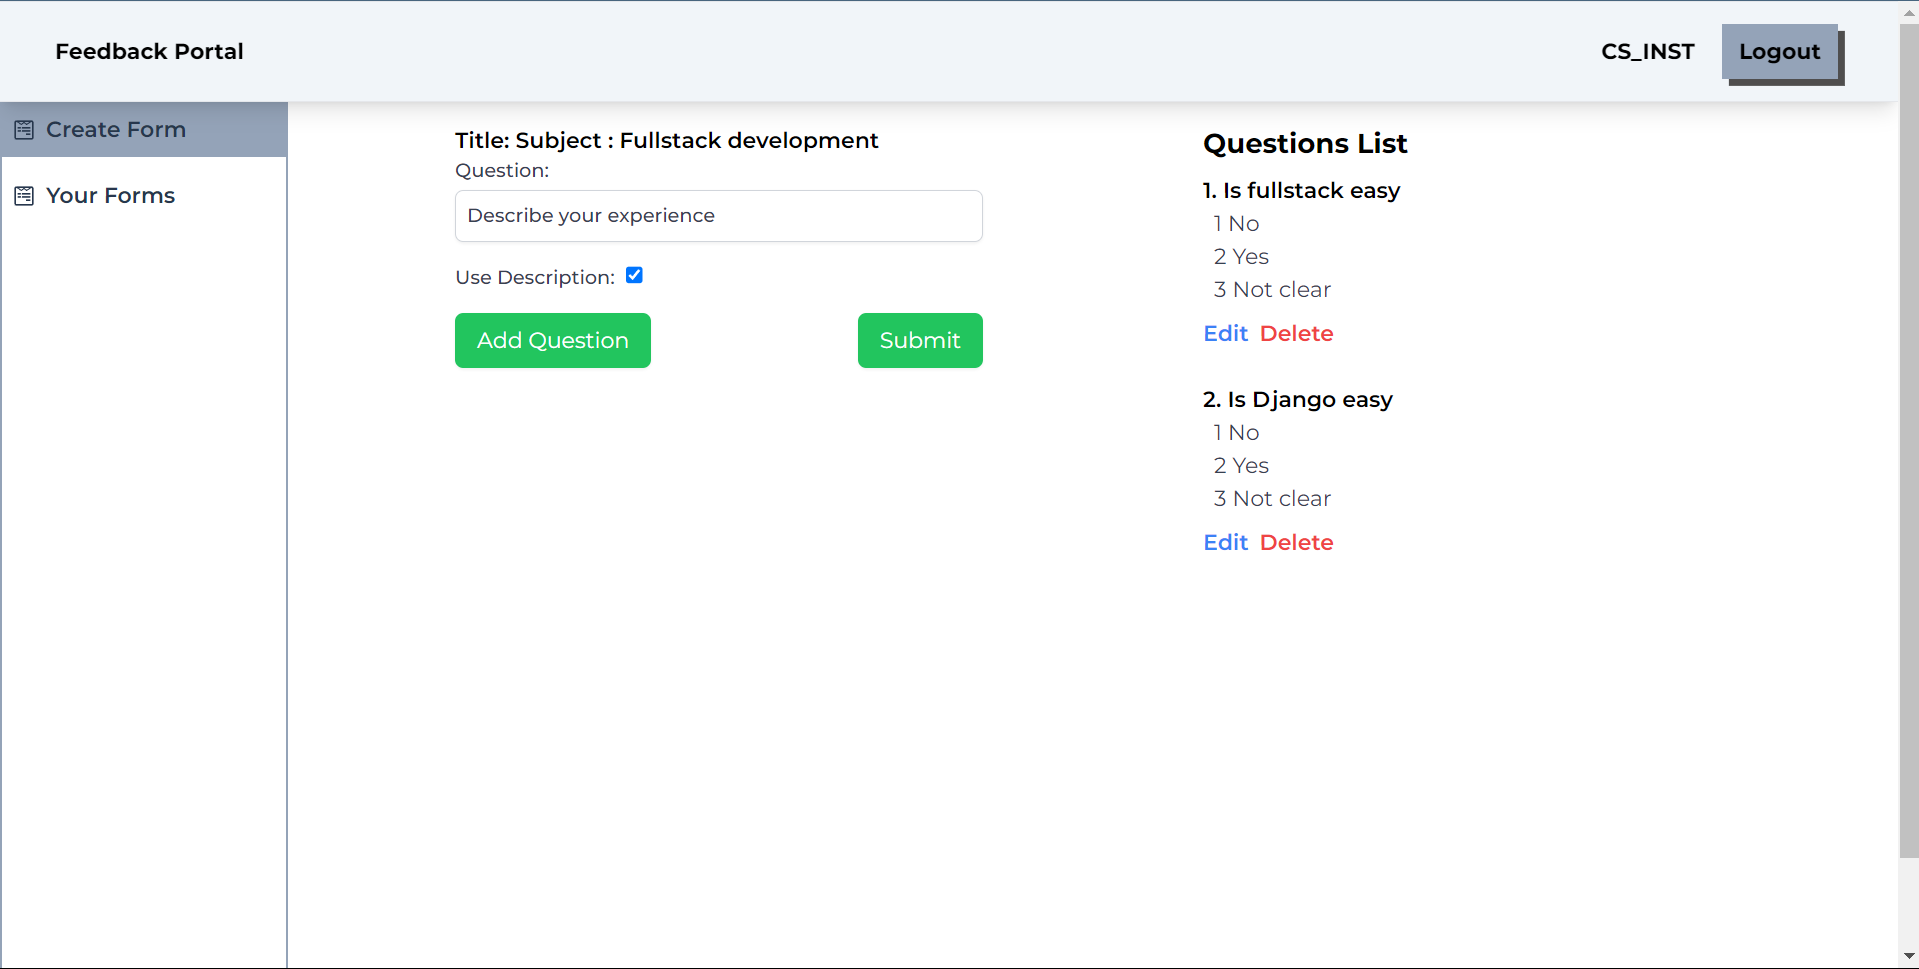 Feedback Portal
CS_INST
Logout
Create Form
Your Forms
Title: Subject : Fullstack development
Question:
Describe your experience
Use Description:
Add Question
Submit
Questions List
1. Is fullstack easy
1 No
2 Yes
3 Not clear
Edit Delete
2. Is Django easy
1 No
2 Yes
3 Not clear
Edit Delete